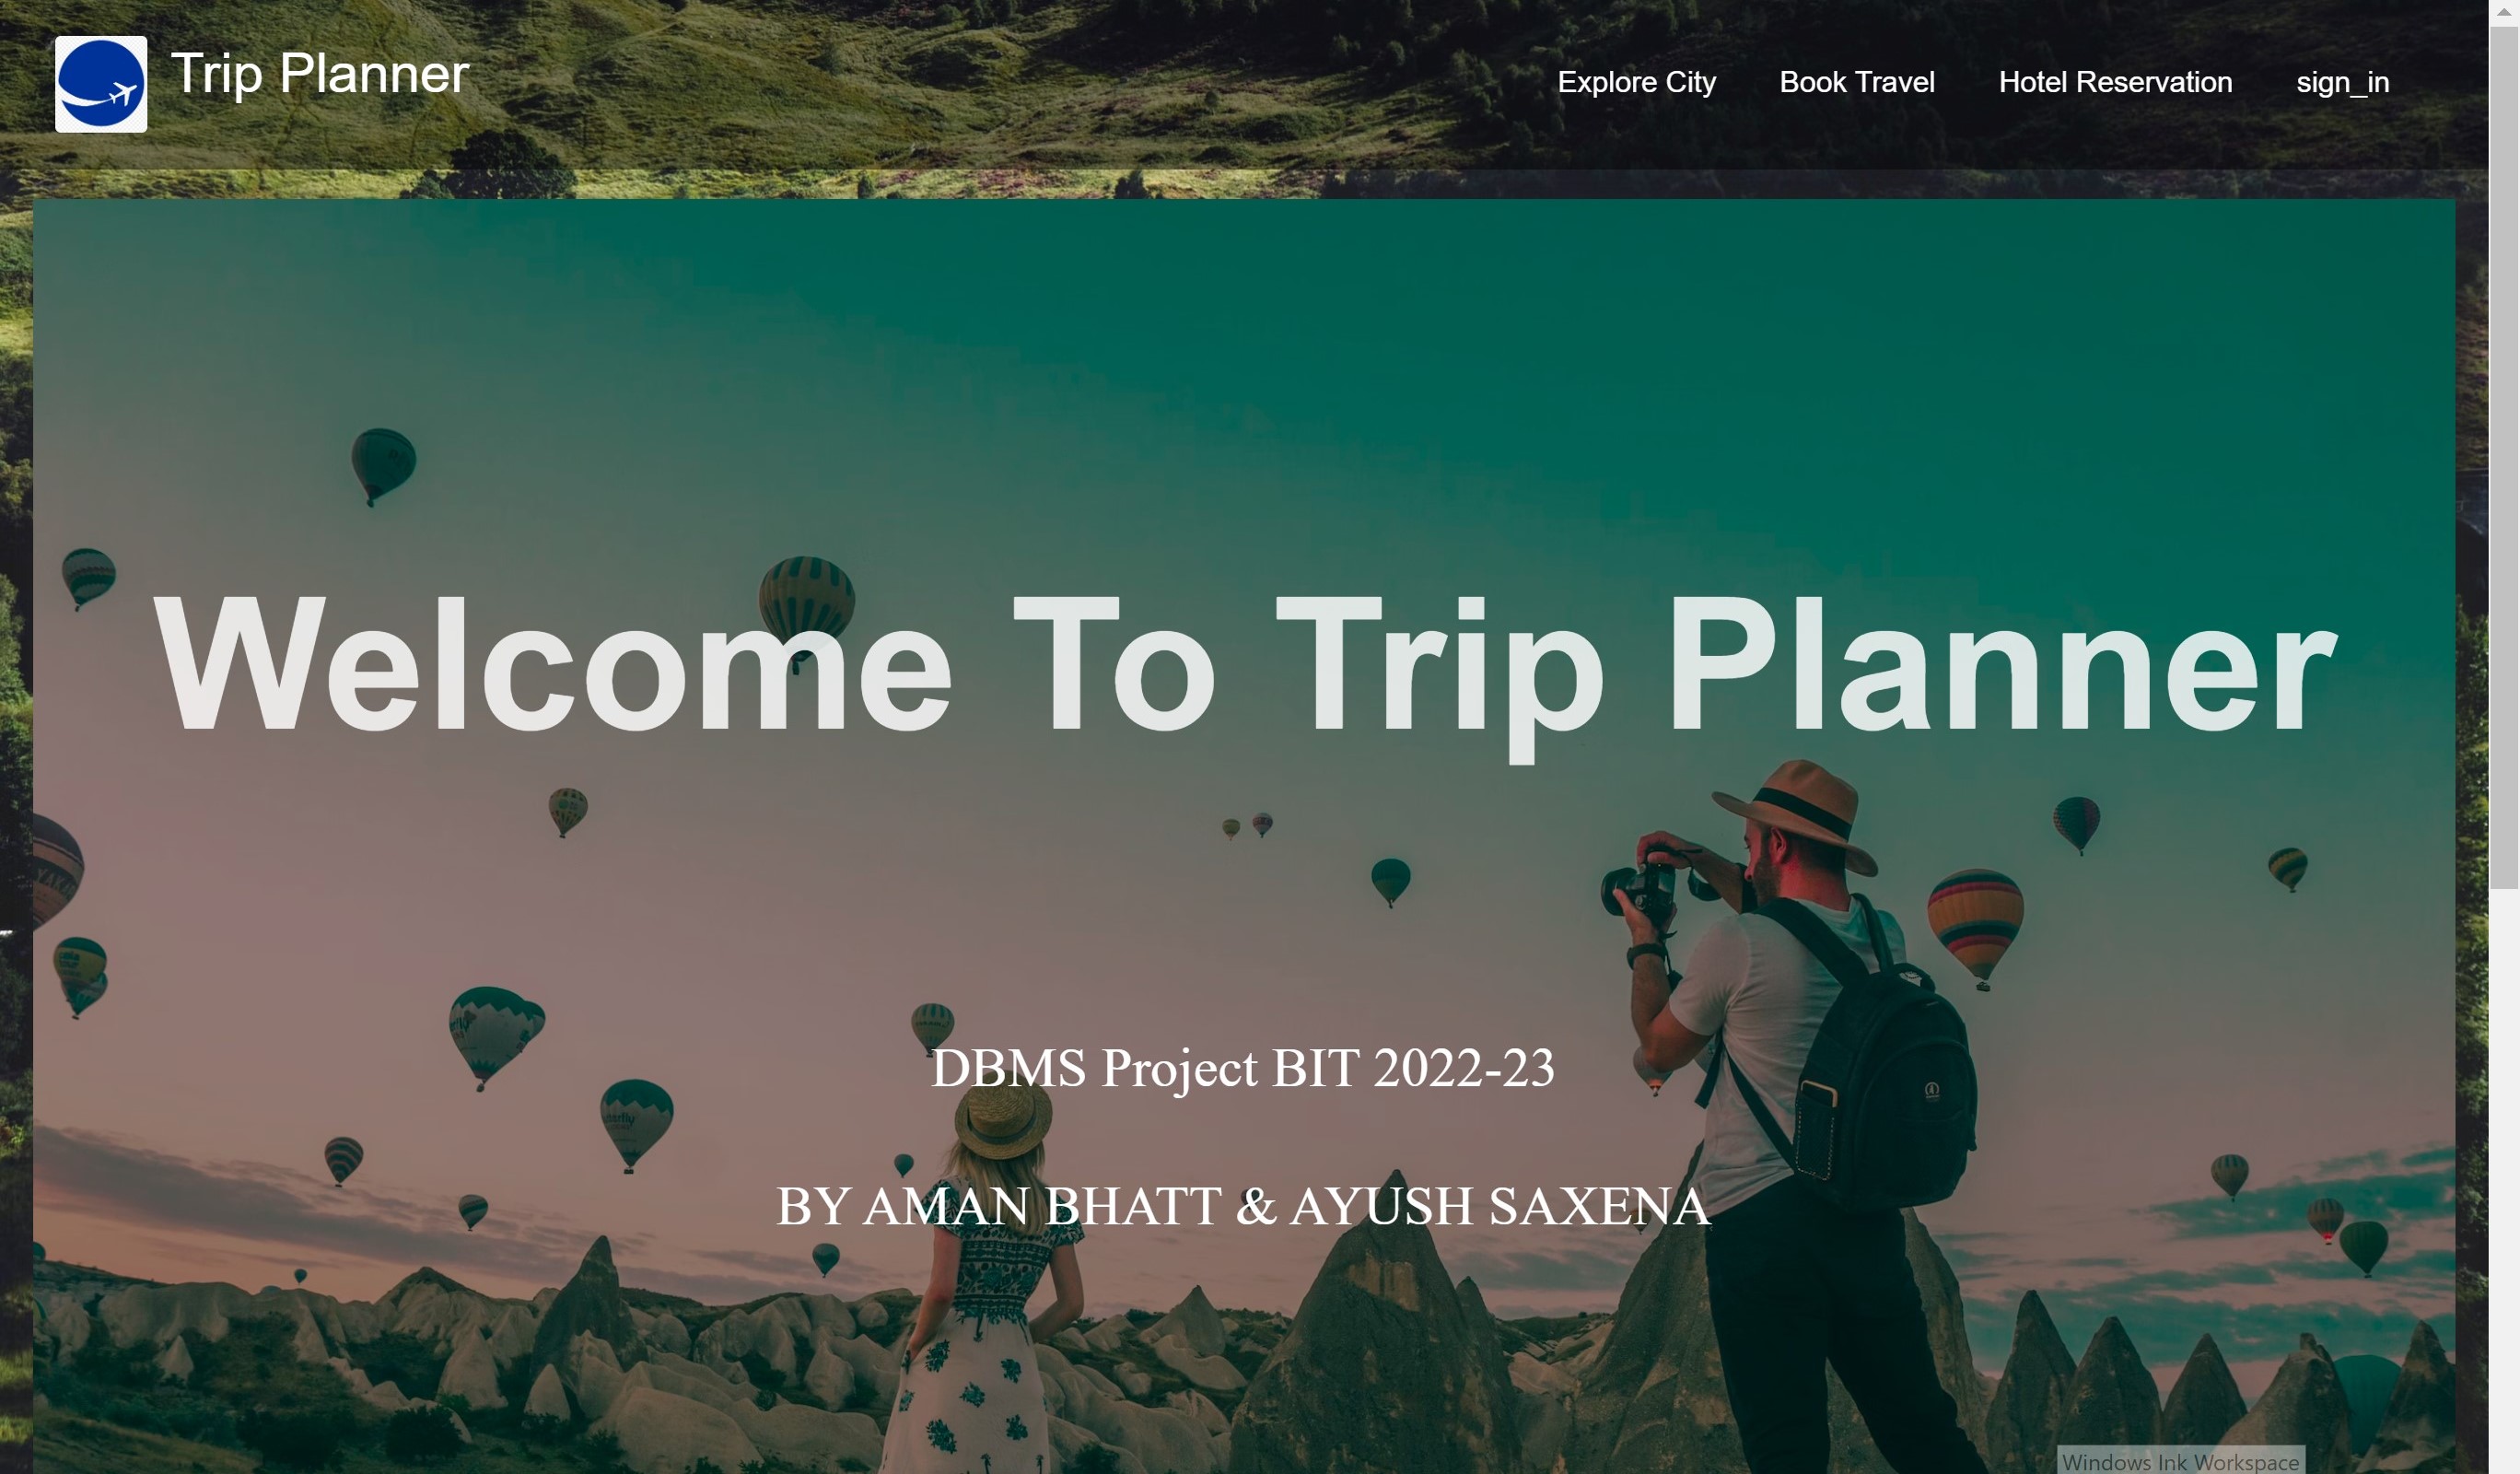 Trip Planner
Explore City
Book Travel
Hotel Reservation
sign_in
Welcome To Trip Planner
DBMS Project BIT 2022-23
BY AMAN BHATT & AYUSH SAXENA
Windows Ink Workspace